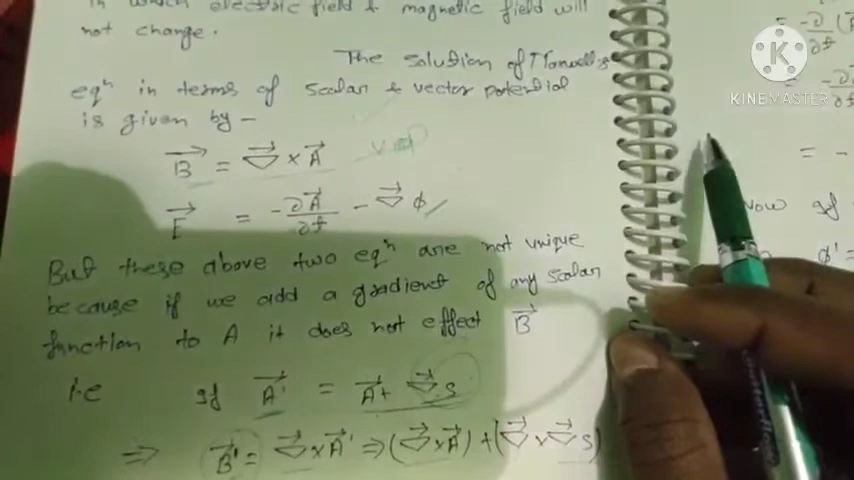 in which electric field & magnetic field will
not change.
The solution of Maxwell's
eqⁿ in terms of scalar & vector potential
is given by -
B⃗ = ∇⃗ × A⃗
E⃗ = -∂A⃗/∂t - ∇⃗ φ
But these above two eqⁿ are not unique
because if we add a gradient of any scalar
function to A it does not effect B⃗
i.e if A⃗' = A⃗ + ∇⃗ s
⇒ B⃗' = ∇⃗ × A⃗' ⇒ (∇⃗ × A⃗) + (∇⃗ × ∇⃗ s)
= -∂/∂t
= -
Now if
φ' =
KINEMASTER